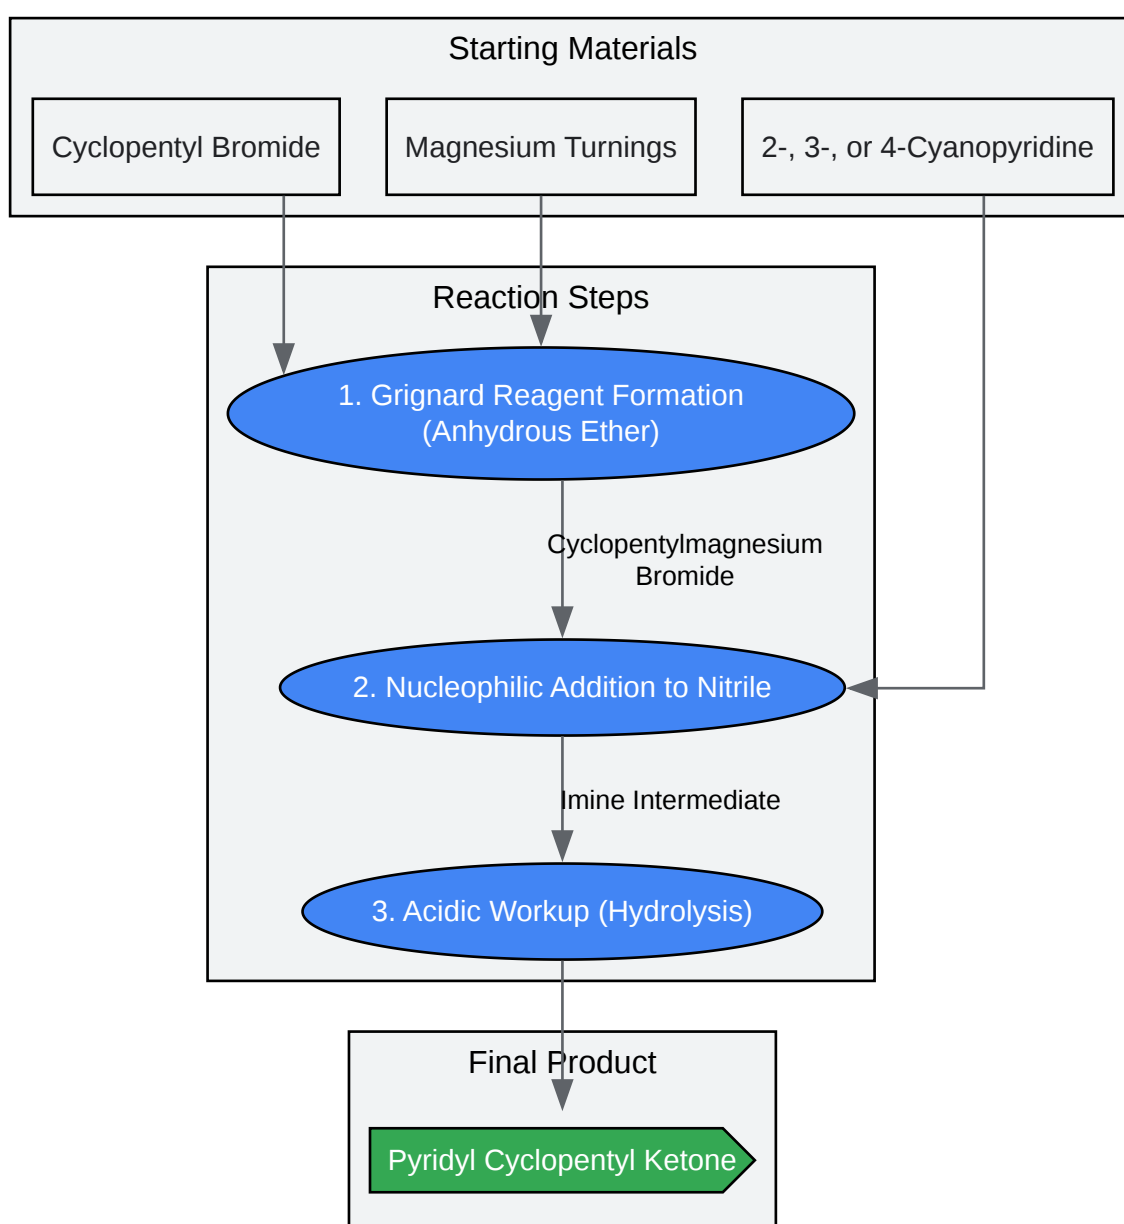 Starting Materials
Cyclopentyl Bromide
Magnesium Turnings
2-, 3-, or 4-Cyanopyridine
Reaction Steps
1. Grignard Reagent Formation
(Anhydrous Ether)
Cyclopentylmagnesium
Bromide
2. Nucleophilic Addition to Nitrile
Imine Intermediate
3. Acidic Workup (Hydrolysis)
Final Product
Pyridyl Cyclopentyl Ketone